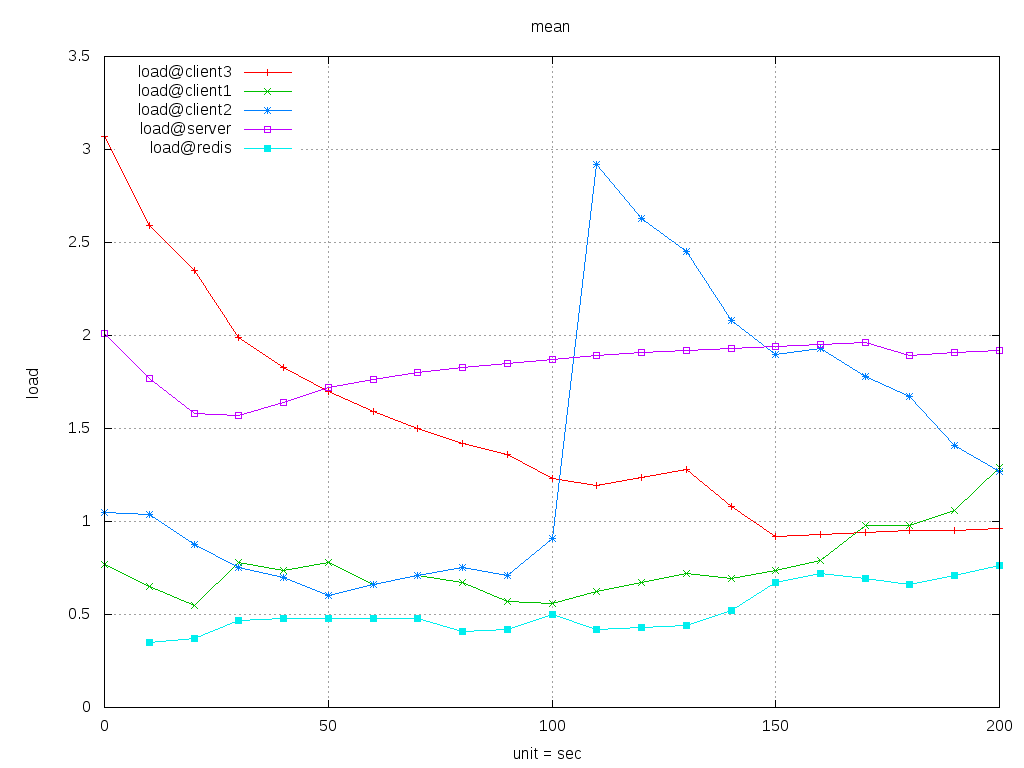 mean
load@client3
load@client1
load@client2
load@server
load@redis
3.5
3
2.5
2
1.5
1
0.5
0
load
0 50 100 150 200
unit = sec